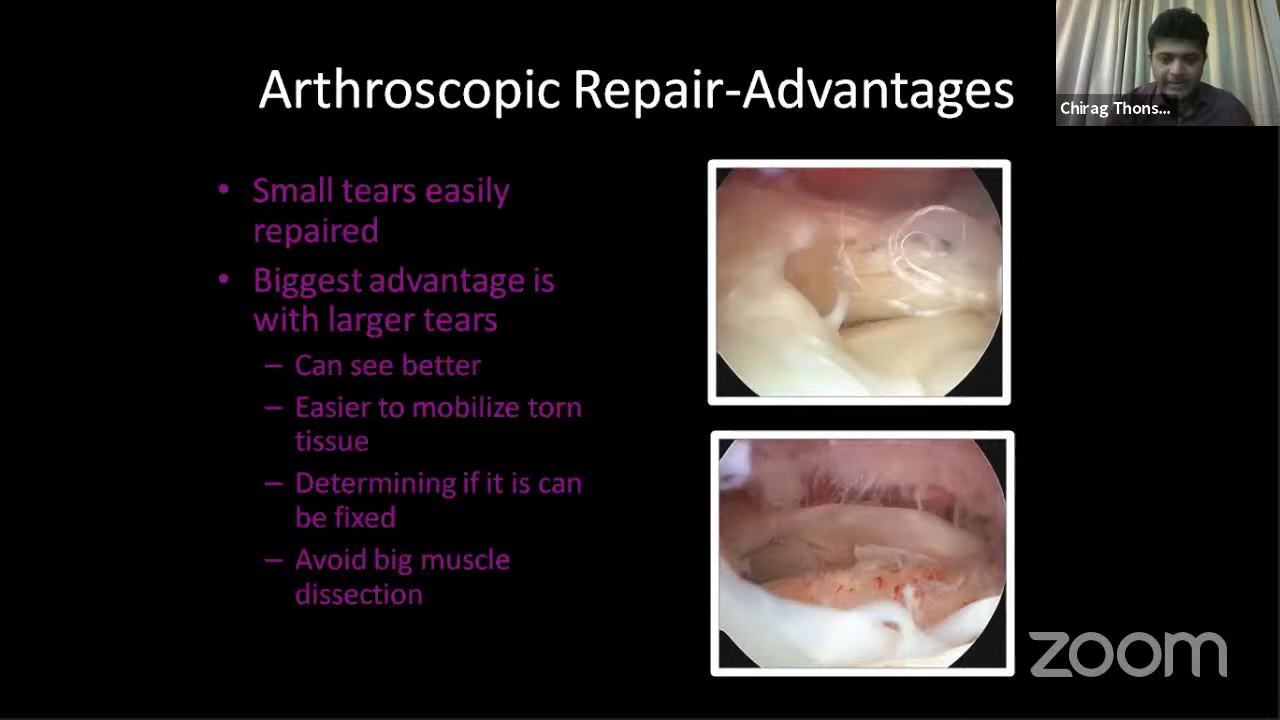 Arthroscopic Repair-Advantages
Chirag Thons...
• Small tears easily
repaired
• Biggest advantage is
with larger tears
– Can see better
– Easier to mobilize torn
tissue
– Determining if it is can
be fixed
– Avoid big muscle
dissection
zoom